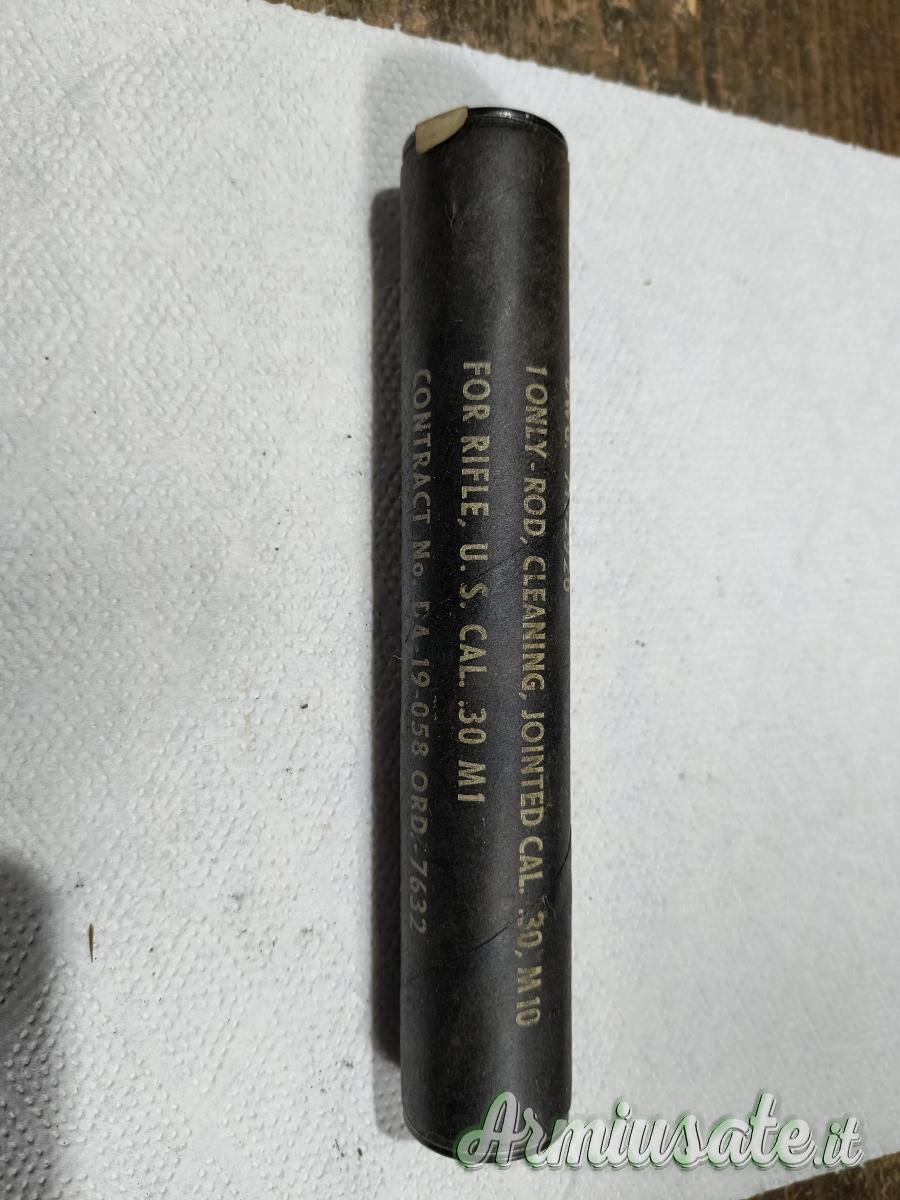 1 ONLY - ROD, CLEANING, JOINTED CAL. .30, M10
FOR RIFLE, U. S. CAL. .30 M1
CONTRACT No DA-19-058 ORD.-7632
Armiusate.it